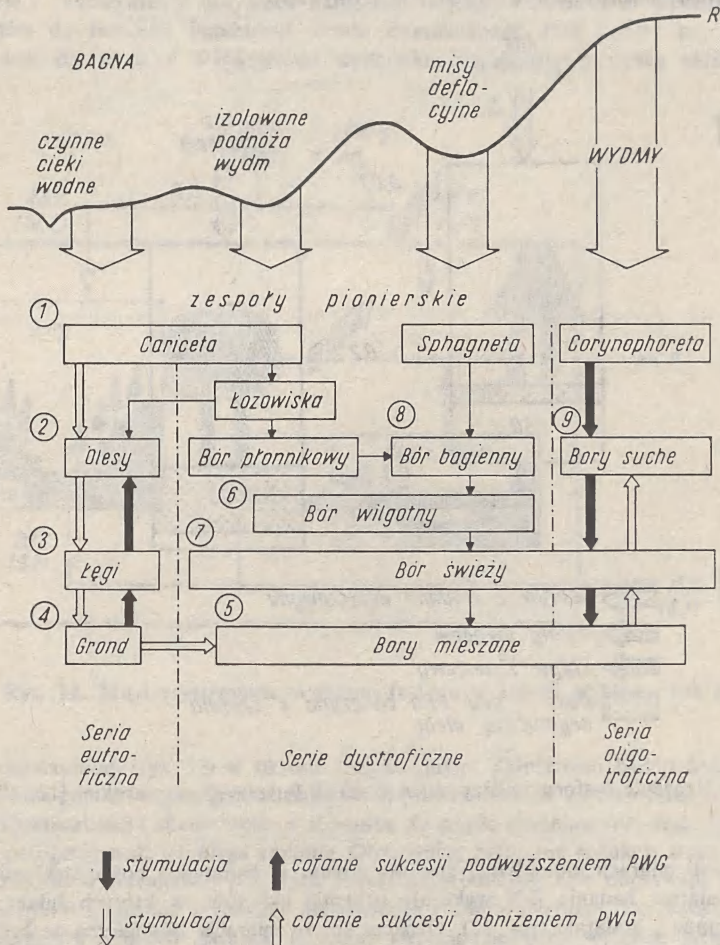 R
BAGNA
misy
defla-
cyjne
izolowane
podnóża
wydm
czynne
cieki
wodne
WYDMY
zespoły pionierskie
1
Cariceta
Sphagneta
Corynophoreta
Łozowiska
2
8
9
Olesy
Bór płonnikowy
Bór bagienny
Bory suche
6
Bór wilgotny
3
7
Łęgi
Bór świeży
4
5
Grond
Bory mieszane
Seria
eutro-
ficzna
Serie dystroficzne
Seria
oligo-
troficzna
stymulacja
cofanie sukcesji podwyższeniem PWG
stymulacja
cofanie sukcesji obniżeniem PWG